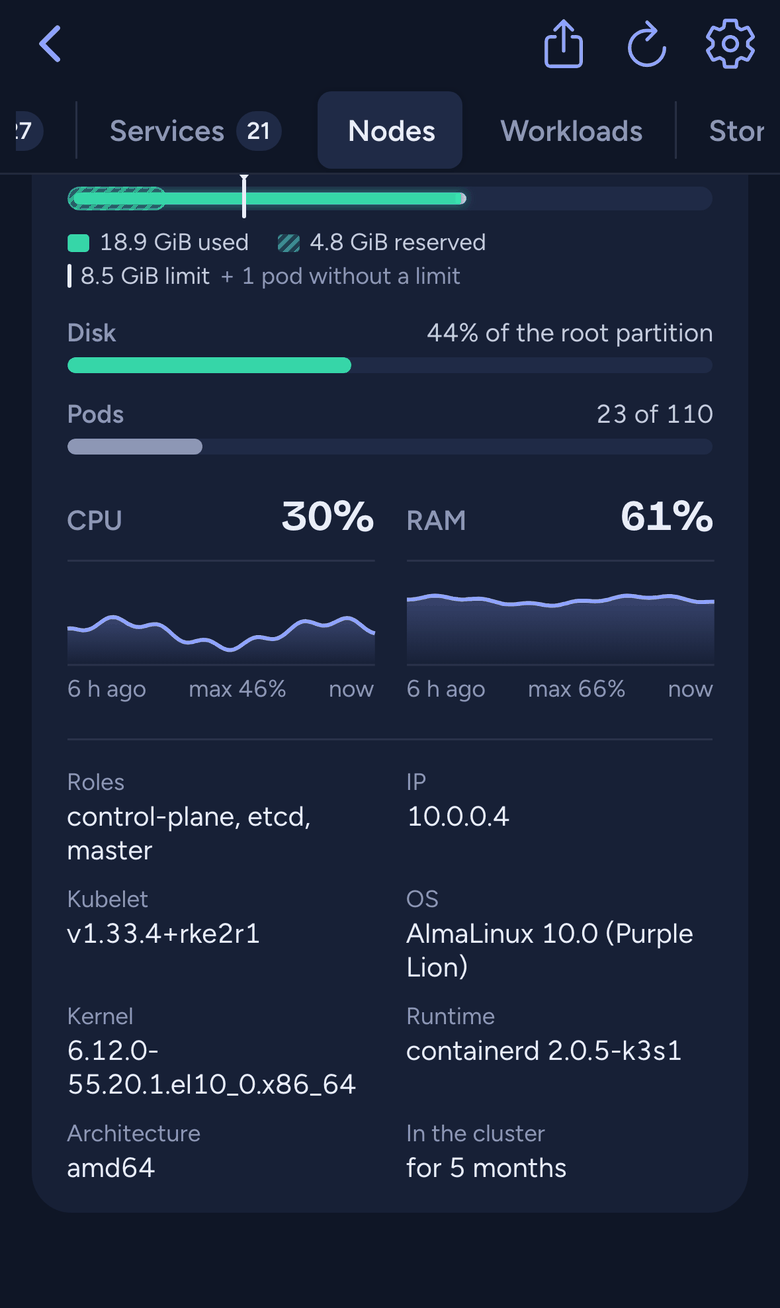 27
Services 21
Nodes
Workloads
Stor
18.9 GiB used
4.8 GiB reserved
8.5 GiB limit + 1 pod without a limit
Disk
44% of the root partition
Pods
23 of 110
CPU 30%
RAM 61%
6 h ago max 46% now
6 h ago max 66% now
Roles
control-plane, etcd,
master
IP
10.0.0.4
Kubelet
v1.33.4+rke2r1
OS
AlmaLinux 10.0 (Purple
Lion)
Kernel
6.12.0-
55.20.1.el10_0.x86_64
Runtime
containerd 2.0.5-k3s1
Architecture
amd64
In the cluster
for 5 months